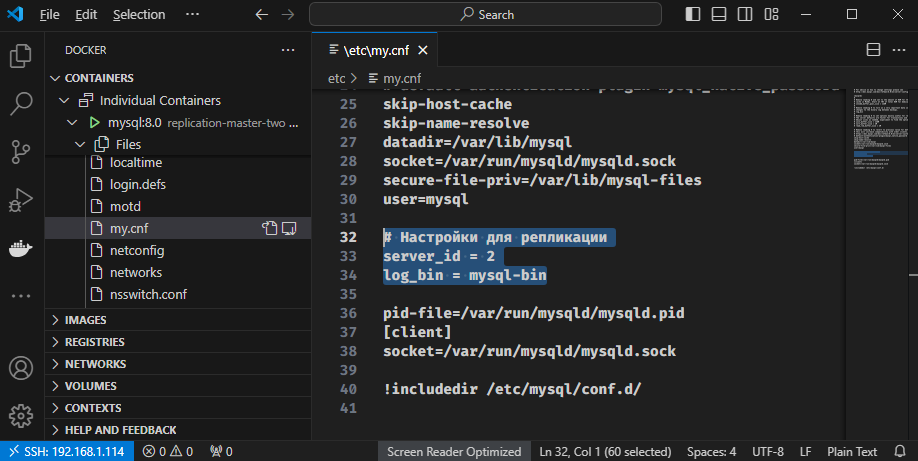 File Edit Selection ··· Search
DOCKER ···
CONTAINERS
Individual Containers
mysql:8.0 replication-master-two ...
Files
localtime
login.defs
motd
my.cnf
netconfig
networks
nsswitch.conf
IMAGES
REGISTRIES
NETWORKS
VOLUMES
CONTEXTS
HELP AND FEEDBACK
\etc\my.cnf
etc > my.cnf
25 skip-host-cache
26 skip-name-resolve
27 datadir=/var/lib/mysql
28 socket=/var/run/mysqld/mysqld.sock
29 secure-file-priv=/var/lib/mysql-files
30 user=mysql
31
32 # Настройки для репликации
33 server_id = 2
34 log_bin = mysql-bin
35
36 pid-file=/var/run/mysqld/mysqld.pid
37 [client]
38 socket=/var/run/mysqld/mysqld.sock
39
40 !includedir /etc/mysql/conf.d/
41
SSH: 192.168.1.114 0 0 0 Screen Reader Optimized Ln 32, Col 1 (60 selected) Spaces: 4 UTF-8 LF Plain Text